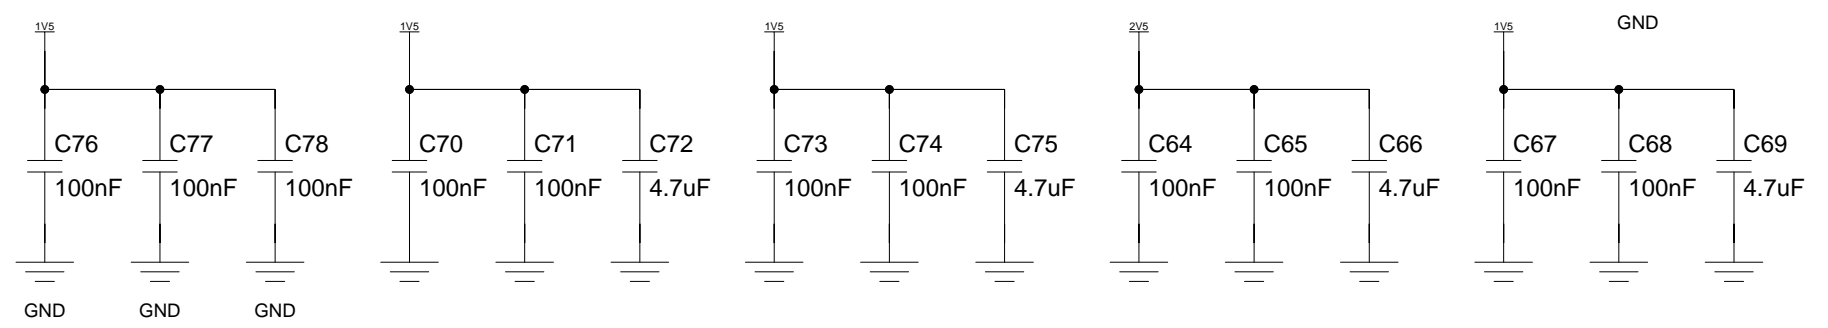 GND
1V5 1V5 1V5 2V5 1V5
C76 C77 C78 C70 C71 C72 C73 C74 C75 C64 C65 C66 C67 C68 C69
100nF 100nF 100nF 100nF 100nF 4.7uF 100nF 100nF 4.7uF 100nF 100nF 4.7uF 100nF 100nF 4.7uF
GND GND GND